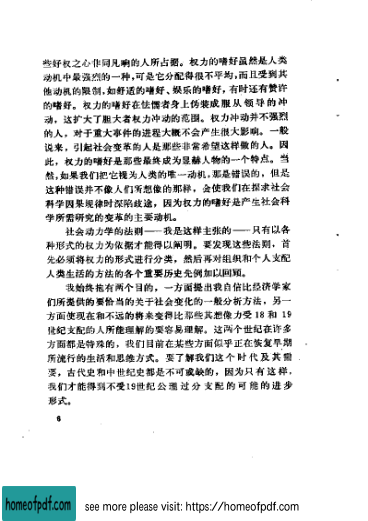 些好权之心非同凡响的人所占据。权力的嗜好虽然是人类
动机中最强烈的一种,可是它分配得很不平均,而且受到其
他动机的限制,如舒适的嗜好、娱乐的嗜好,有时还有赞许
的嗜好。权力的嗜好在怯懦者身上伪装成服从领导的冲
动,这扩大了胆大者权力冲动的范围。权力冲动并不强烈
的人,对于重大事件的进程大概不会产生很大影响。一般
说来,引起社会变革的人是那些非常希望这样做的人。因
此,权力的嗜好是那些最终成为显赫人物的一个特点。当
然,如果我们把它视为人类的唯一动机,那是错误的,但是
这种错误并不像人们所想像的那样,会使我们在探求社会
科学因果规律时深陷歧途,因为权力的嗜好是产生社会科
学所需研究的变革的主要动机。
社会动力学的法则——我是这样主张的——只有以各
种形式的权力为依据才能得以阐明。要发现这些法则,首
先必须将权力的形式进行分类,然后再对组织和个人支配
人类生活的方法的各个重要历史先例加以回顾。
我始终抱有两个目的,一方面提出我自信比经济学家
们所提供的要恰当的关于社会变化的一般分析方法,另一
方面使现在和不远的将来变得比那些其想像力受 18 和 19
世纪支配的人所能理解的要容易理解。这两个世纪在许多
方面都是特殊的,我们目前在某些方面似乎正在恢复早期
所流行的生活和思维方式。要了解我们这个时代及其需
要,古代史和中世纪史都是不可或缺的,因为只有这样,
我们才能得到不受19世纪公理过分支配的可能的进步
形式。
6
homeofpdf.com
see more please visit: https://homeofpdf.com